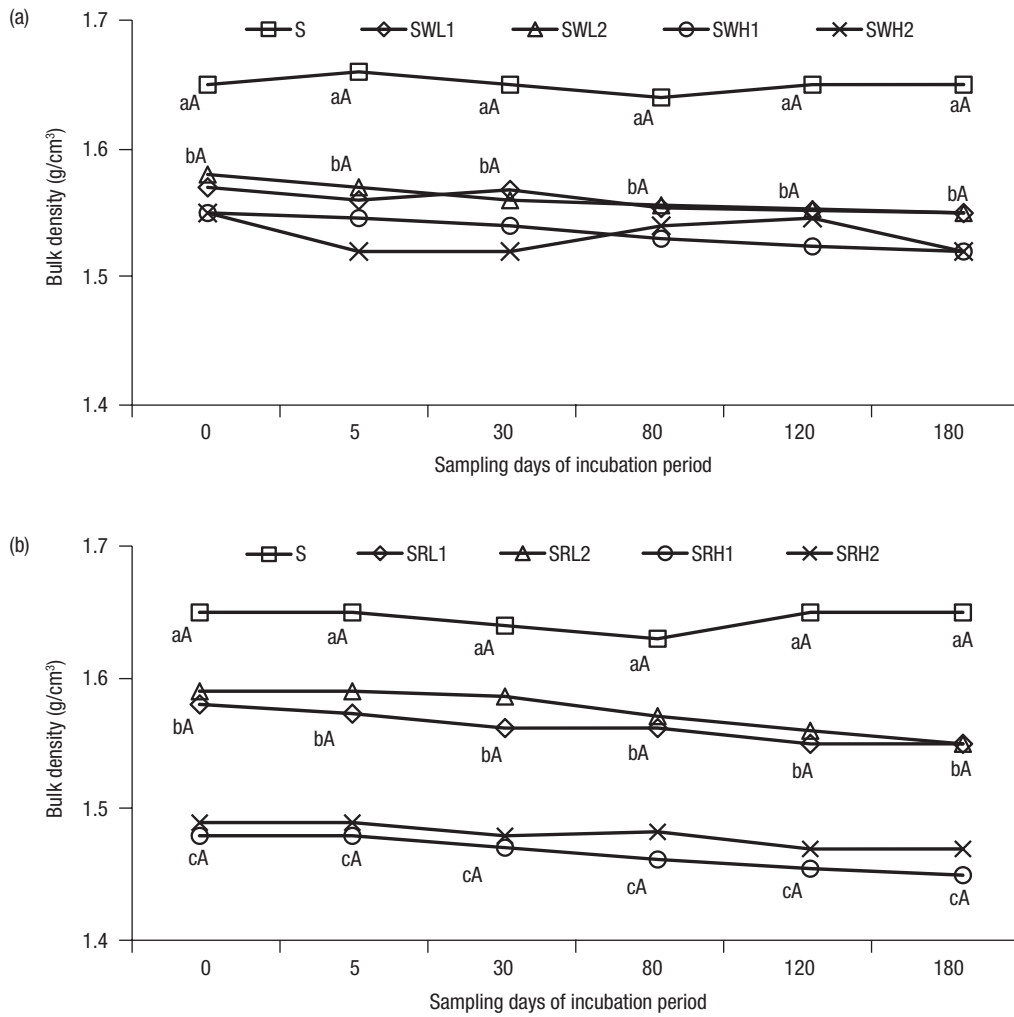 (a)
1.7
S SWL1 SWL2 SWH1 SWH2
aA aA aA aA aA aA
1.6
bA bA bA bA bA bA
1.5
1.4
Bulk density (g/cm³)
0 5 30 80 120 180
Sampling days of incubation period
(b)
1.7
S SRL1 SRL2 SRH1 SRH2
aA aA aA aA aA aA
1.6
bA bA bA bA bA bA
1.5
cA cA cA cA cA cA
1.4
Bulk density (g/cm³)
0 5 30 80 120 180
Sampling days of incubation period